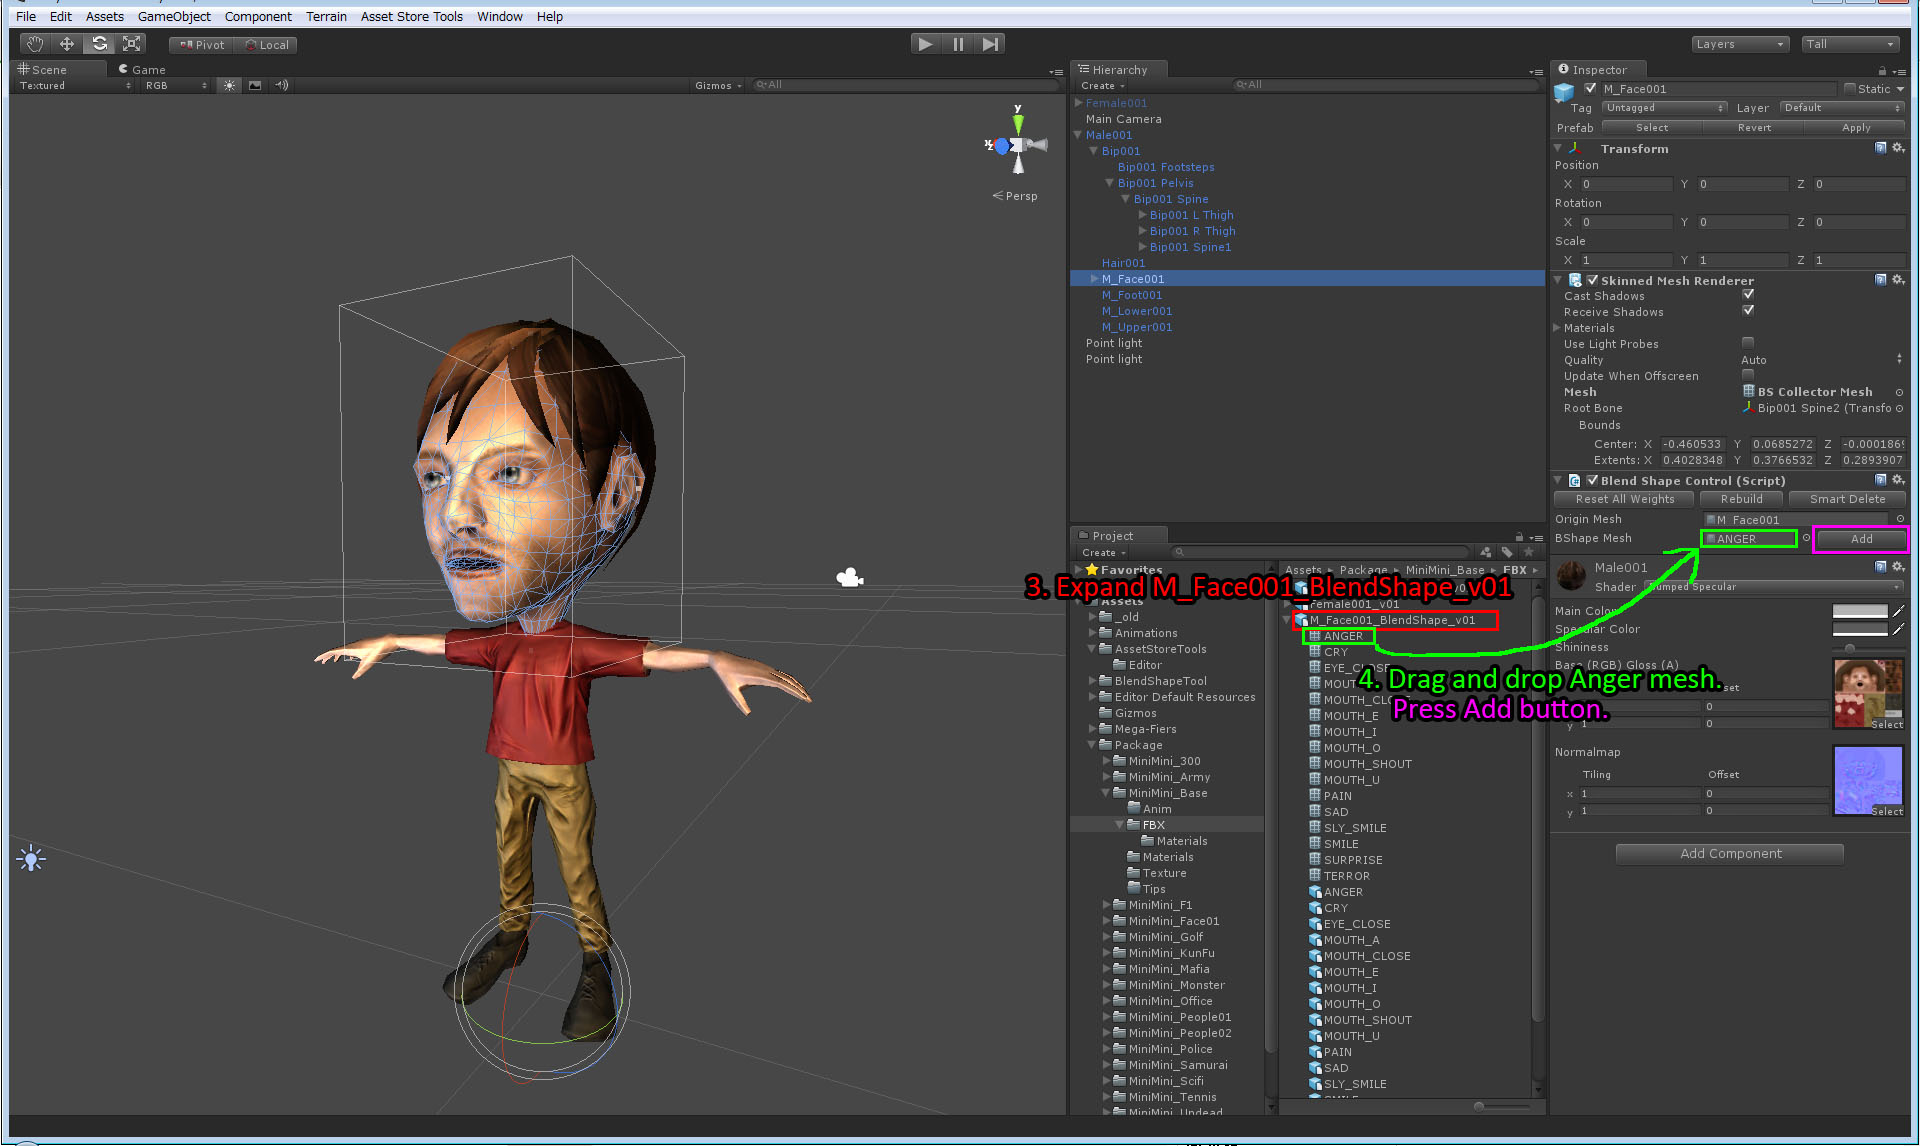 File Edit Assets GameObject Component Terrain Asset Store Tools Window Help
Pivot Local
Layers Tall
Scene Game
Textured RGB Gizmos All
y
x z
Persp
Hierarchy
Create All
Female001
Main Camera
Male001
Bip001
Bip001 Footsteps
Bip001 Pelvis
Bip001 Spine
Bip001 L Thigh
Bip001 R Thigh
Bip001 Spine1
Hair001
M_Face001
M_Foot001
M_Lower001
M_Upper001
Point light
Point light
Project
Create
Favorites
Assets
_old
Animations
AssetStoreTools
Editor
BlendShapeTool
Editor Default Resources
Gizmos
Mega-Fiers
Package
MiniMini_300
MiniMini_Army
MiniMini_Base
Anim
FBX
Materials
Materials
Texture
Tips
MiniMini_F1
MiniMini_Face01
MiniMini_Golf
MiniMini_KunFu
MiniMini_Mafia
MiniMini_Monster
MiniMini_Office
MiniMini_People01
MiniMini_People02
MiniMini_Police
MiniMini_Samurai
MiniMini_Scifi
MiniMini_Tennis
MiniMini_Undead
Assets Package MiniMini_Base FBX
3. Expand M_Face001_BlendShape_v01
Female001_v01
M_Face001_BlendShape_v01
ANGER
CRY
EYE_CLOSE
4. Drag and drop Anger mesh.
Press Add button.
MOUTH_E
MOUTH_I
MOUTH_O
MOUTH_SHOUT
MOUTH_U
PAIN
SAD
SLY_SMILE
SMILE
SURPRISE
TERROR
ANGER
CRY
EYE_CLOSE
MOUTH_A
MOUTH_CLOSE
MOUTH_E
MOUTH_I
MOUTH_O
MOUTH_SHOUT
MOUTH_U
PAIN
SAD
SLY_SMILE
Inspector
M_Face001 Static
Tag Untagged Layer Default
Prefab Select Revert Apply
Transform
Position
X 0 Y 0 Z 0
Rotation
X 0 Y 0 Z 0
Scale
X 1 Y 1 Z 1
Skinned Mesh Renderer
Cast Shadows
Receive Shadows
Materials
Use Light Probes
Quality Auto
Update When Offscreen
Mesh BS Collector Mesh
Root Bone Bip001 Spine2 (Transfo
Bounds
Center: X -0.460533 Y 0.0685272 Z -0.000186
Extents: X 0.4028348 Y 0.3766532 Z 0.2893907
Blend Shape Control (Script)
Reset All Weights Rebuild Smart Delete
Origin Mesh M_Face001
BShape Mesh ANGER Add
Male001
Shader Bumped Specular
Main Color
Specular Color
Shininess
Base (RGB) Gloss (A)
0
y 1 0
Select
Normalmap
Tiling Offset
x 1 0
y 1 0
Select
Add Component